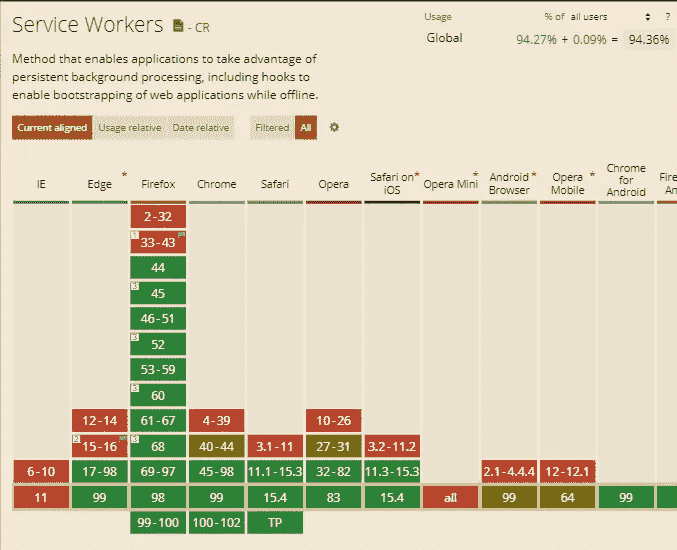 Service Workers - CR
Usage % of all users ?
Global 94.27% + 0.09% = 94.36%
Method that enables applications to take advantage of
persistent background processing, including hooks to
enable bootstrapping of web applications while offline.
Current aligned Usage relative Date relative Filtered All
IE Edge * Firefox Chrome Safari Opera Safari on iOS * Opera Mini * Android Browser * Opera Mobile * Chrome for Android Fire An
2-32
1 33-43
44
3 45
46-51
3 52
53-59
3 60
12-14 61-67 4-39 10-26
2 15-16 3 68 40-44 3.1-11 27-31 3.2-11.2
6-10 17-98 69-97 45-98 11.1-15.3 32-82 11.3-15.3 2.1-4.4.4 12-12.1
11 99 98 99 15.4 83 15.4 all 99 64 99
99-100 100-102 TP